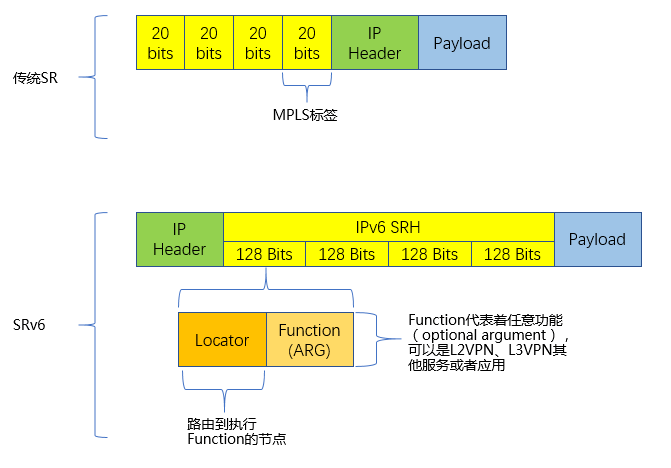 传统SR
20 bits
20 bits
20 bits
20 bits
IP
Header
Payload
MPLS标签
SRv6
IP
Header
IPv6 SRH
128 Bits
128 Bits
128 Bits
128 Bits
Payload
Locator
Function
(ARG)
Function代表着任意功能
（optional argument），
可以是L2VPN、L3VPN其
他服务或者应用
路由到执行
Function的节点